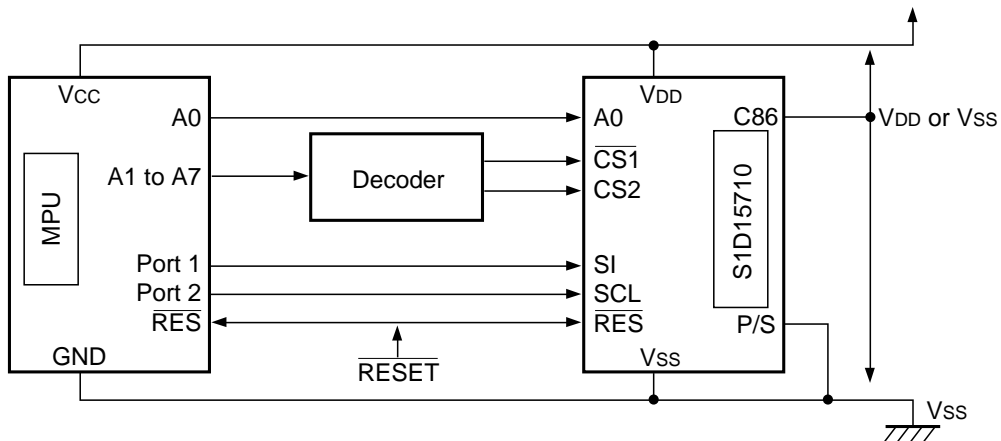 VCC
VDD
A0
A0
C86
VDD or VSS
CS1
A1 to A7
Decoder
CS2
MPU
S1D15710
Port 1
SI
Port 2
SCL
RES
RES
P/S
GND
RESET
VSS
VSS